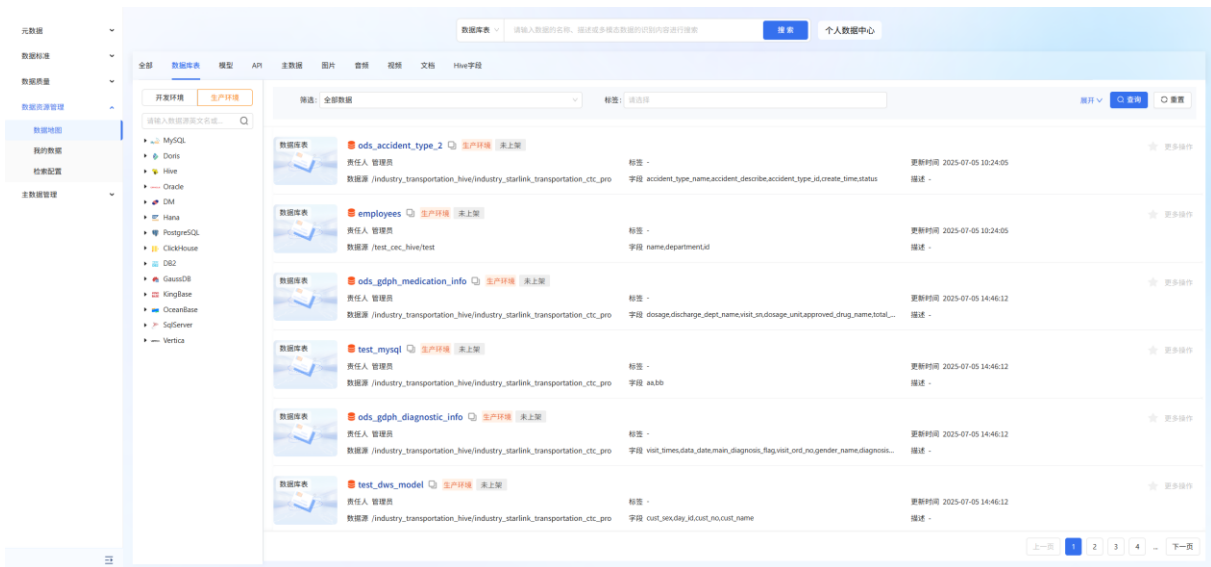 数据库表 请输入数据的名称、描述或多模态数据的识别内容进行搜索 搜索 个人数据中心
元数据
数据标准
数据质量
数据资源管理
数据地图
我的数据
检索配置
主数据管理
全部 数据库表 模型 API 主数据 图片 音频 视频 文档 Hive字段
开发环境 生产环境
请输入数据源英文名或...
MySQL
Doris
Hive
Oracle
DM
Hana
PostgreSQL
ClickHouse
DB2
GaussDB
KingBase
OceanBase
SqlServer
Vertica
筛选: 全部数据 标签: 请选择 展开 查询 重置
数据库表 ods_accident_type_2 生产环境 未上架 更多操作
责任人 管理员 标签 - 更新时间 2025-07-05 10:24:05
数据源 /industry_transportation_hive/industry_starlink_transportation_ctc_pro 字段 accident_type_name,accident_describe,accident_type_id,create_time,status 描述 -
数据库表 employees 生产环境 未上架 更多操作
责任人 管理员 标签 - 更新时间 2025-07-05 10:24:05
数据源 /test_cec_hive/test 字段 name,department,id 描述 -
数据库表 ods_gdph_medication_info 生产环境 未上架 更多操作
责任人 管理员 标签 - 更新时间 2025-07-05 14:46:12
数据源 /industry_transportation_hive/industry_starlink_transportation_ctc_pro 字段 dosage,discharge_dept_name,visit_sn,dosage_unit,approved_drug_name,total_... 描述 -
数据库表 test_mysql 生产环境 未上架 更多操作
责任人 管理员 标签 - 更新时间 2025-07-05 14:46:12
数据源 /industry_transportation_hive/industry_starlink_transportation_ctc_pro 字段 aa,bb 描述 -
数据库表 ods_gdph_diagnostic_info 生产环境 未上架 更多操作
责任人 管理员 标签 - 更新时间 2025-07-05 14:46:12
数据源 /industry_transportation_hive/industry_starlink_transportation_ctc_pro 字段 visit_times,data_date,main_diagnosis_flag,visit_ord_no,gender_name,diagnosis... 描述 -
数据库表 test_dws_model 生产环境 未上架 更多操作
责任人 管理员 标签 - 更新时间 2025-07-05 14:46:12
数据源 /industry_transportation_hive/industry_starlink_transportation_ctc_pro 字段 cust_sex,day_id,cust_no,cust_name 描述 -
上一页 1 2 3 4 ... 下一页